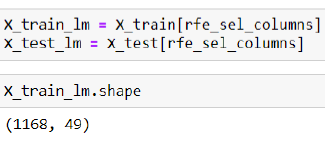 X_train_lm = X_train[rfe_sel_columns]
X_test_lm = X_test[rfe_sel_columns]
X_train_lm.shape
(1168, 49)